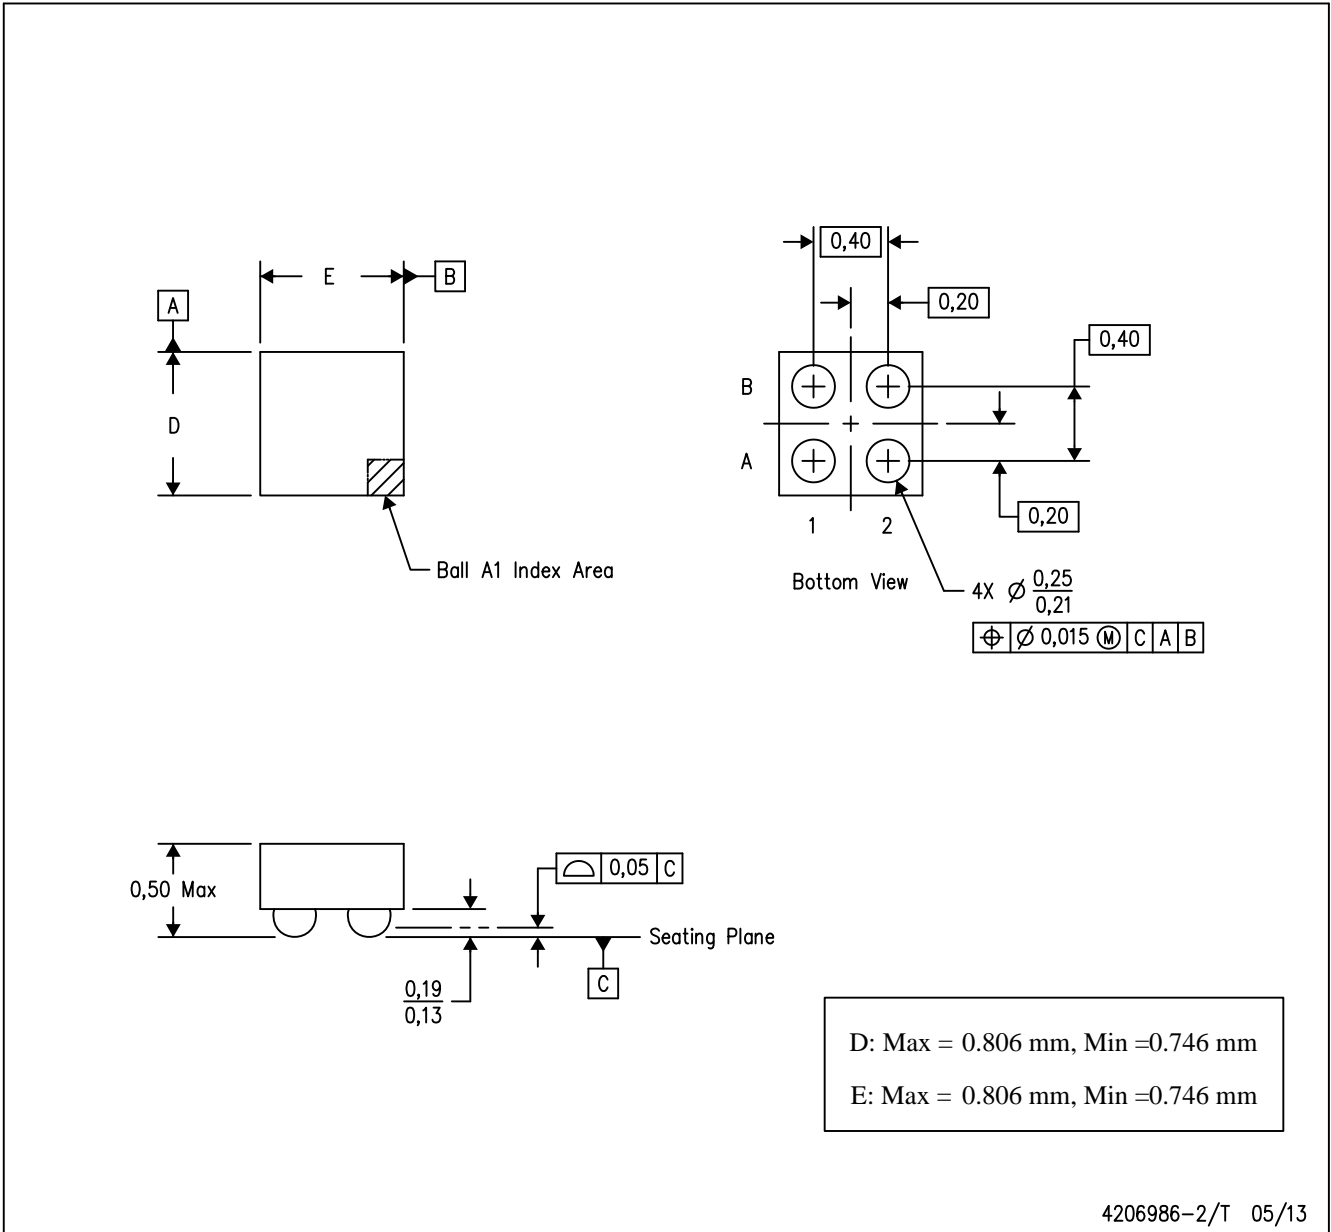 0,40
E
B
A
0,20
0,40
D
B
A
0,20
1 2
Ball A1 Index Area
Bottom View
4X Ø 0,25
0,21
⌖ Ø 0,015 Ⓜ C A B
0,50 Max
⌓ 0,05 C
Seating Plane
C
0,19
0,13
D: Max = 0.806 mm, Min =0.746 mm
E: Max = 0.806 mm, Min =0.746 mm
4206986-2/T 05/13